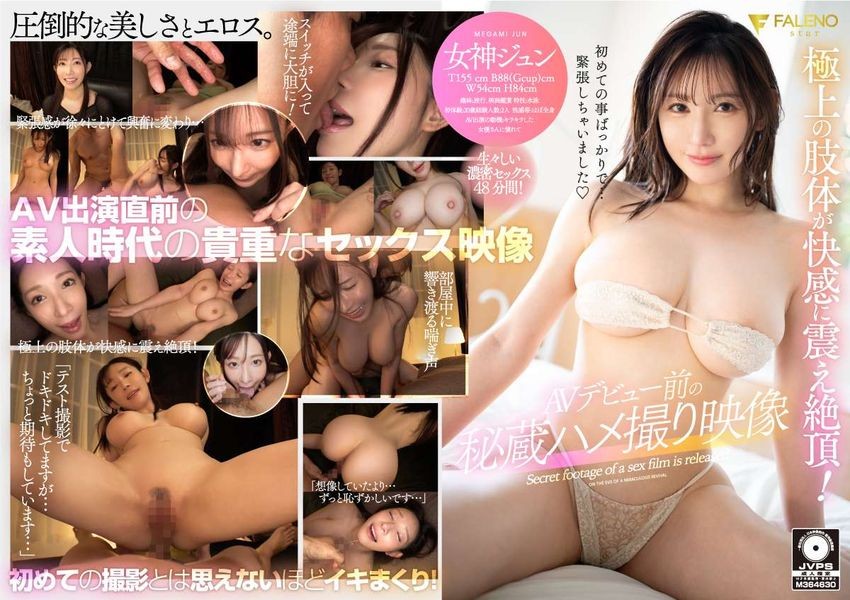 圧倒的な美しさとエロス。
スイッチが入って
途端に大胆に!
緊張感が徐々にとけて興奮に変わり…
AV出演直前の
素人時代の貴重なセックス映像
MEGAMI JUN
女神ジュン
T155cm B88(Gcup)cm
W54cm H84cm
生々しい
濃密セックス
48分間!
部屋中に
響き渡る喘ぎ声
極上の肢体が快感に震え絶頂!
「テスト撮影で
ドキドキしてますが…
ちょっと期待もしています…」
「想像していたより…
ずっと恥ずかしいです…」
初めての撮影とは思えないほどイキまくり!
FALENO
star
初めての事ばっかりで…
緊張しちゃいました♡
極上の肢体が快感に震え絶頂!
AVデビュー前の
秘蔵ハメ撮り映像
Secret footage of a sex film is released!
ON THE EVE OF A MIRACULOUS REVIVAL
JVPS
M364630